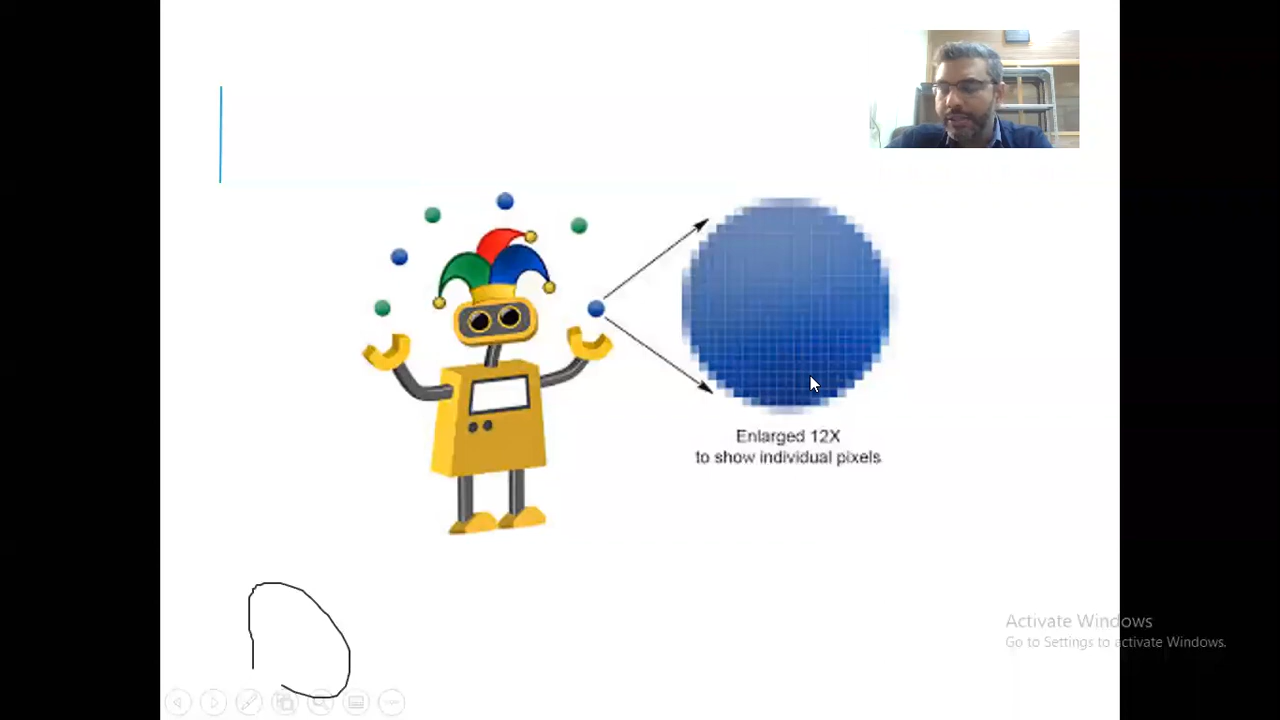 Enlarged 12X
to show individual pixels
Activate Windows
Go to Settings to activate Windows.